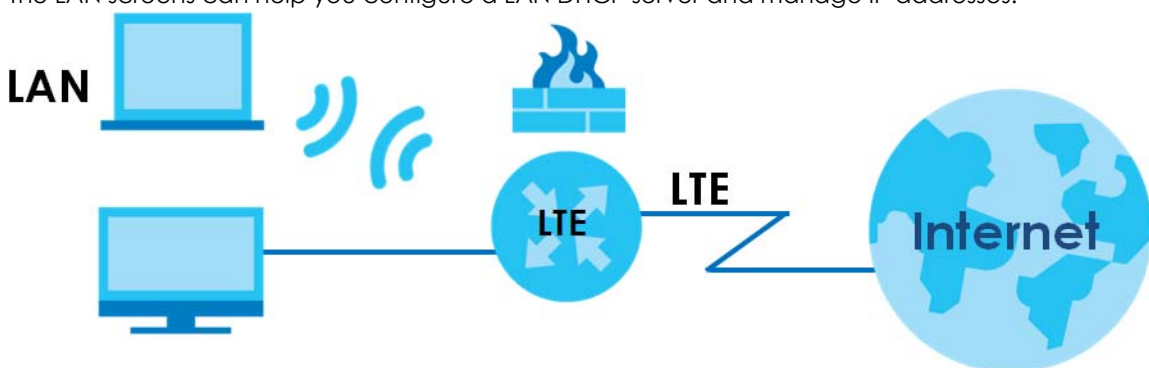 The LAN screens can help you configure a LAN DHCP server and manage IP addresses.
LAN
LTE
LTE
Internet